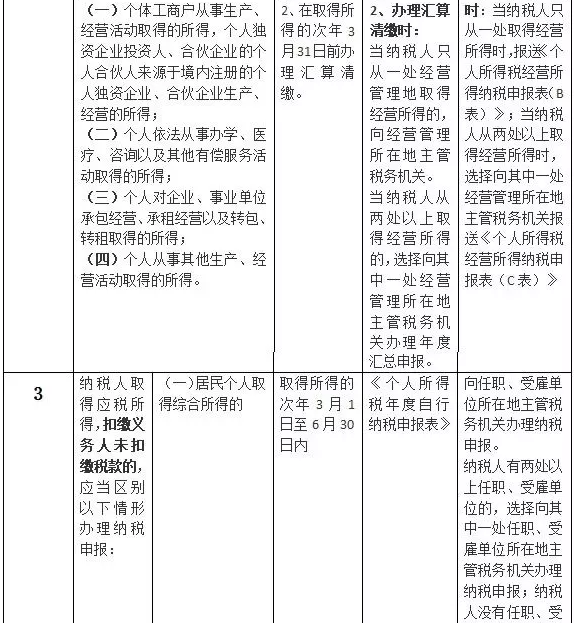 （一）个体工商户从事生产、
经营活动取得的所得，个人独
资企业投资人、合伙企业的个
人合伙人来源于境内注册的个
人独资企业、合伙企业生产、
经营的所得；
（二）个人依法从事办学、医
疗、咨询以及其他有偿服务活
动取得的所得；
（三）个人对企业、事业单位
承包经营、承租经营以及转包、
转租取得的所得；
（四）个人从事其他生产、经
营活动取得的所得。
2、在取得所
得的次年 3
月31日前办
理汇算清
缴。
2、办理汇算
清缴时：
当纳税人只
从一处经营
管理地取得
经营所得的，
向经营管理
所在地主管
税务机关。
当纳税人从
两处以上取
得经营所得
的，选择向其
中一处经营
管理所在地
主管税务机
关办理年度
汇总申报。
时：当纳税人只
从一处取得经营
所得时，报送《个
人所得税经营所
得纳税申报表（B
表）》；当纳税
人从两处以上取
得经营所得时，
选择向其中一处
经营管理所在地
主管税务机关报
送《个人所得税
经营所得纳税申
报表（C 表）》
3
纳税人取
得应税所
得，扣缴义
务人未扣
缴税款的，
应当区别
以下情形
办理纳税
申报：
（一）居民个人取
得综合所得的
取得所得的
次年 3 月 1
日至 6 月 30
日内
《个人所得
税年度自行
纳税申报表》
向任职、受雇单
位所在地主管税
务机关办理纳税
申报。
纳税人有两处以
上任职、受雇单
位的，选择向其
中一处任职、受
雇单位所在地主
管税务机关办理
纳税申报；纳税
人没有任职、受